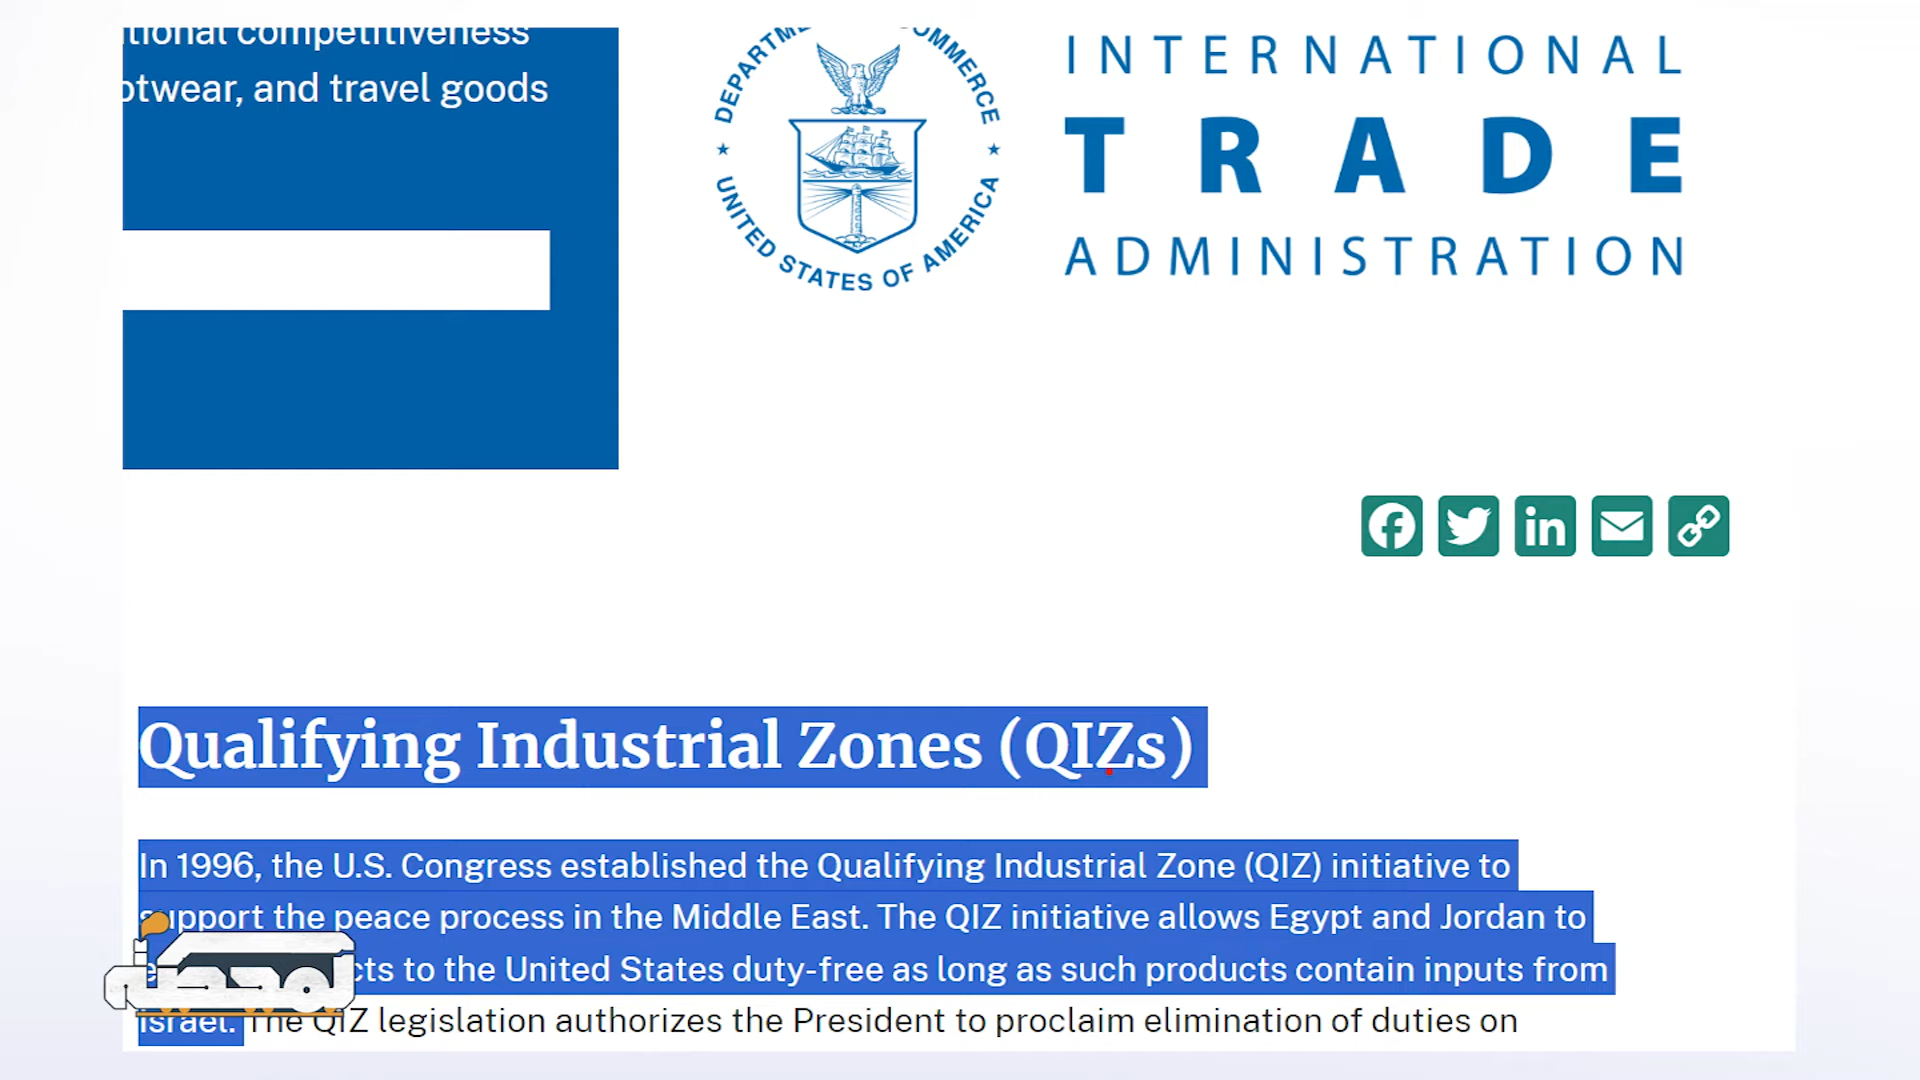 tional competitiveness
otwear, and travel goods
DEPARTMENT OF COMMERCE
UNITED STATES OF AMERICA
INTERNATIONAL
TRADE
ADMINISTRATION
Qualifying Industrial Zones (QIZs)
In 1996, the U.S. Congress established the Qualifying Industrial Zone (QIZ) initiative to
support the peace process in the Middle East. The QIZ initiative allows Egypt and Jordan to
cts to the United States duty-free as long as such products contain inputs from
Israel. The QIZ legislation authorizes the President to proclaim elimination of duties on